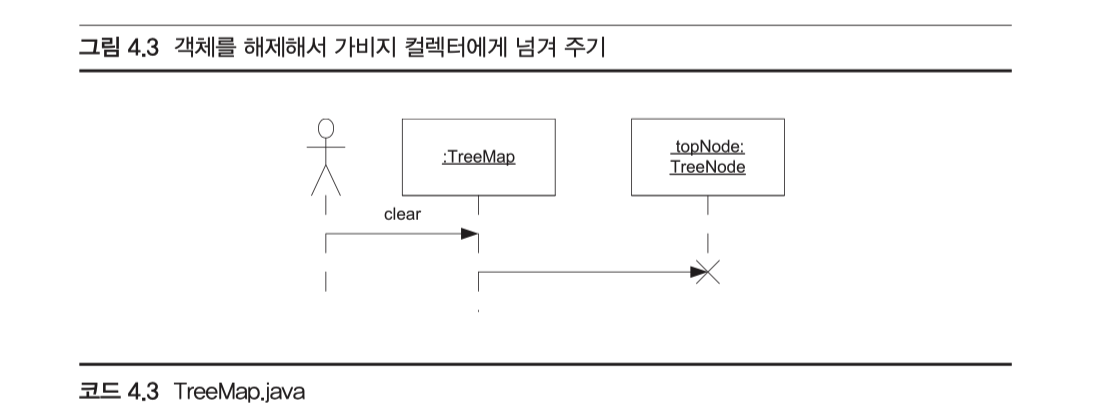 그림 4.3 객체를 해제해서 가비지 컬렉터에게 넘겨 주기
:TreeMap
topNode:
TreeNode
clear
코드 4.3 TreeMap.java